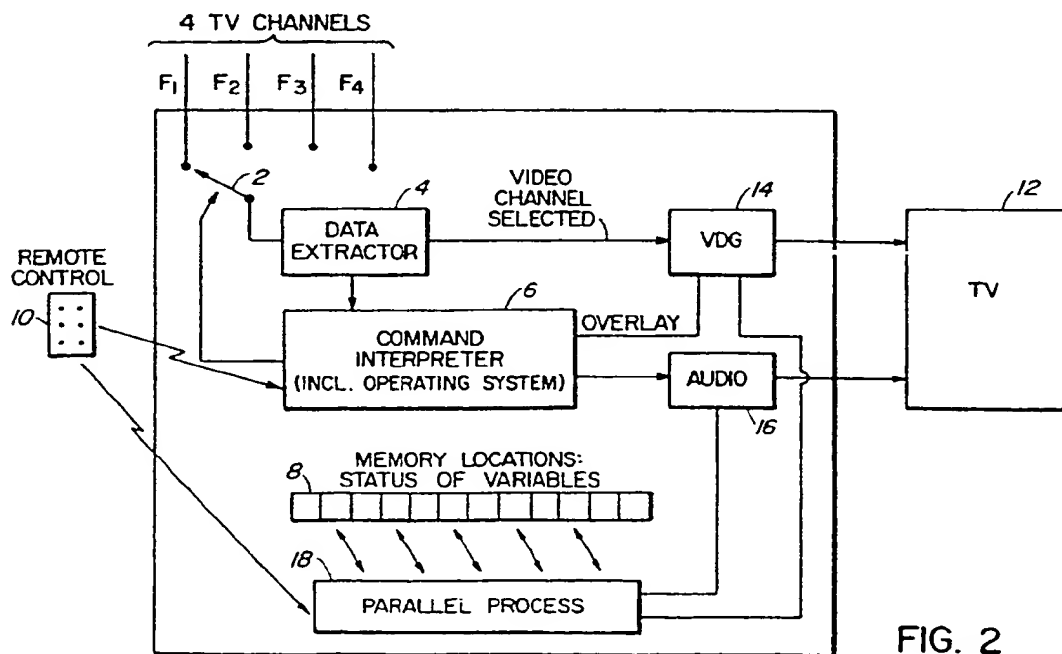 4 TV CHANNELS
F1 F2 F3 F4
2
4
DATA
EXTRACTOR
VIDEO
CHANNEL
SELECTED
14
VDG
12
TV
REMOTE
CONTROL
10
6
COMMAND
INTERPRETER
(INCL. OPERATING SYSTEM)
OVERLAY
AUDIO
16
MEMORY LOCATIONS:
STATUS OF VARIABLES
8
18
PARALLEL PROCESS
FIG. 2